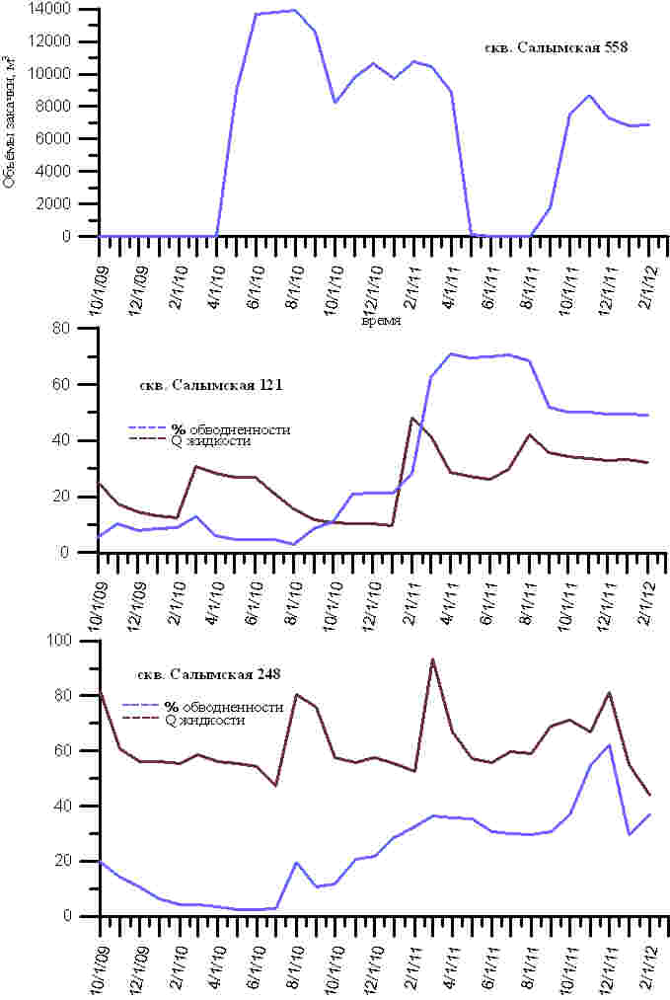 Объёмы закачки, м³
14000
12000
10000
8000
6000
4000
2000
0
скв. Салымская 558
10/1/09 12/1/09 2/1/10 4/1/10 6/1/10 8/1/10 10/1/10 12/1/10 2/1/11 4/1/11 6/1/11 8/1/11 10/1/11 12/1/11 2/1/12
время
80
60
40
20
0
скв. Салымская 121
% обводненности
Q жидкости
10/1/09 12/1/09 2/1/10 4/1/10 6/1/10 8/1/10 10/1/10 12/1/10 2/1/11 4/1/11 6/1/11 8/1/11 10/1/11 12/1/11 2/1/12
100
80
60
40
20
0
скв. Салымская 248
% обводненности
Q жидкости
10/1/09 12/1/09 2/1/10 4/1/10 6/1/10 8/1/10 10/1/10 12/1/10 2/1/11 4/1/11 6/1/11 8/1/11 10/1/11 12/1/11 2/1/12